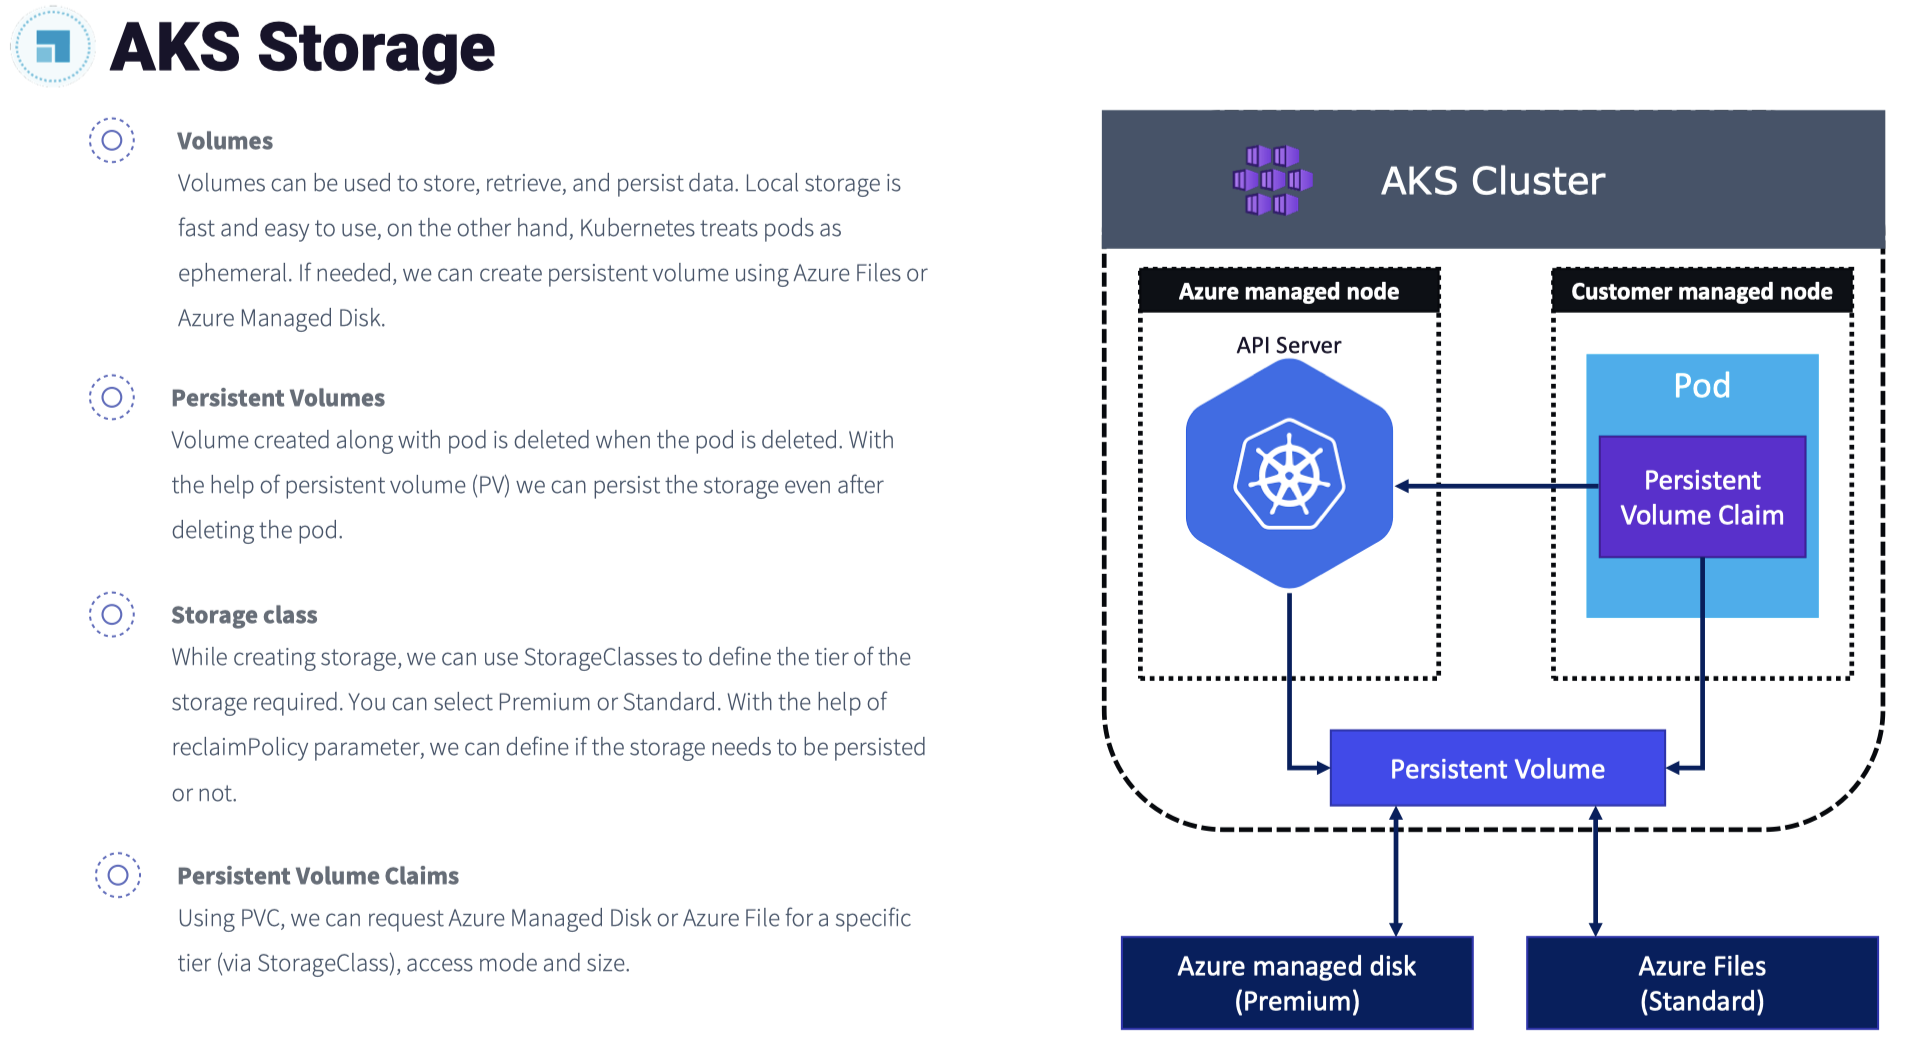 AKS Storage
Volumes
Volumes can be used to store, retrieve, and persist data. Local storage is
fast and easy to use, on the other hand, Kubernetes treats pods as
ephemeral. If needed, we can create persistent volume using Azure Files or
Azure Managed Disk.
Persistent Volumes
Volume created along with pod is deleted when the pod is deleted. With
the help of persistent volume (PV) we can persist the storage even after
deleting the pod.
Storage class
While creating storage, we can use StorageClasses to define the tier of the
storage required. You can select Premium or Standard. With the help of
reclaimPolicy parameter, we can define if the storage needs to be persisted
or not.
Persistent Volume Claims
Using PVC, we can request Azure Managed Disk or Azure File for a specific
tier (via StorageClass), access mode and size.
AKS Cluster
Azure managed node
API Server
Customer managed node
Pod
Persistent
Volume Claim
Persistent Volume
Azure managed disk
(Premium)
Azure Files
(Standard)